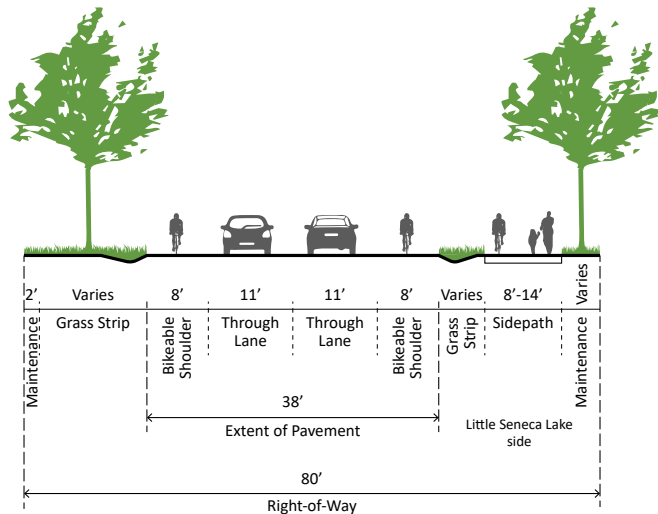 2’ Varies 8’ 11’ 11’ 8’ Varies 8’-14’ Varies
Maintenance
Grass Strip
Bikeable
Shoulder
Through
Lane
Through
Lane
Bikeable
Shoulder
Grass
Strip
Sidepath
Maintenance
38’
Extent of Pavement
Little Seneca Lake
side
80’
Right-of-Way